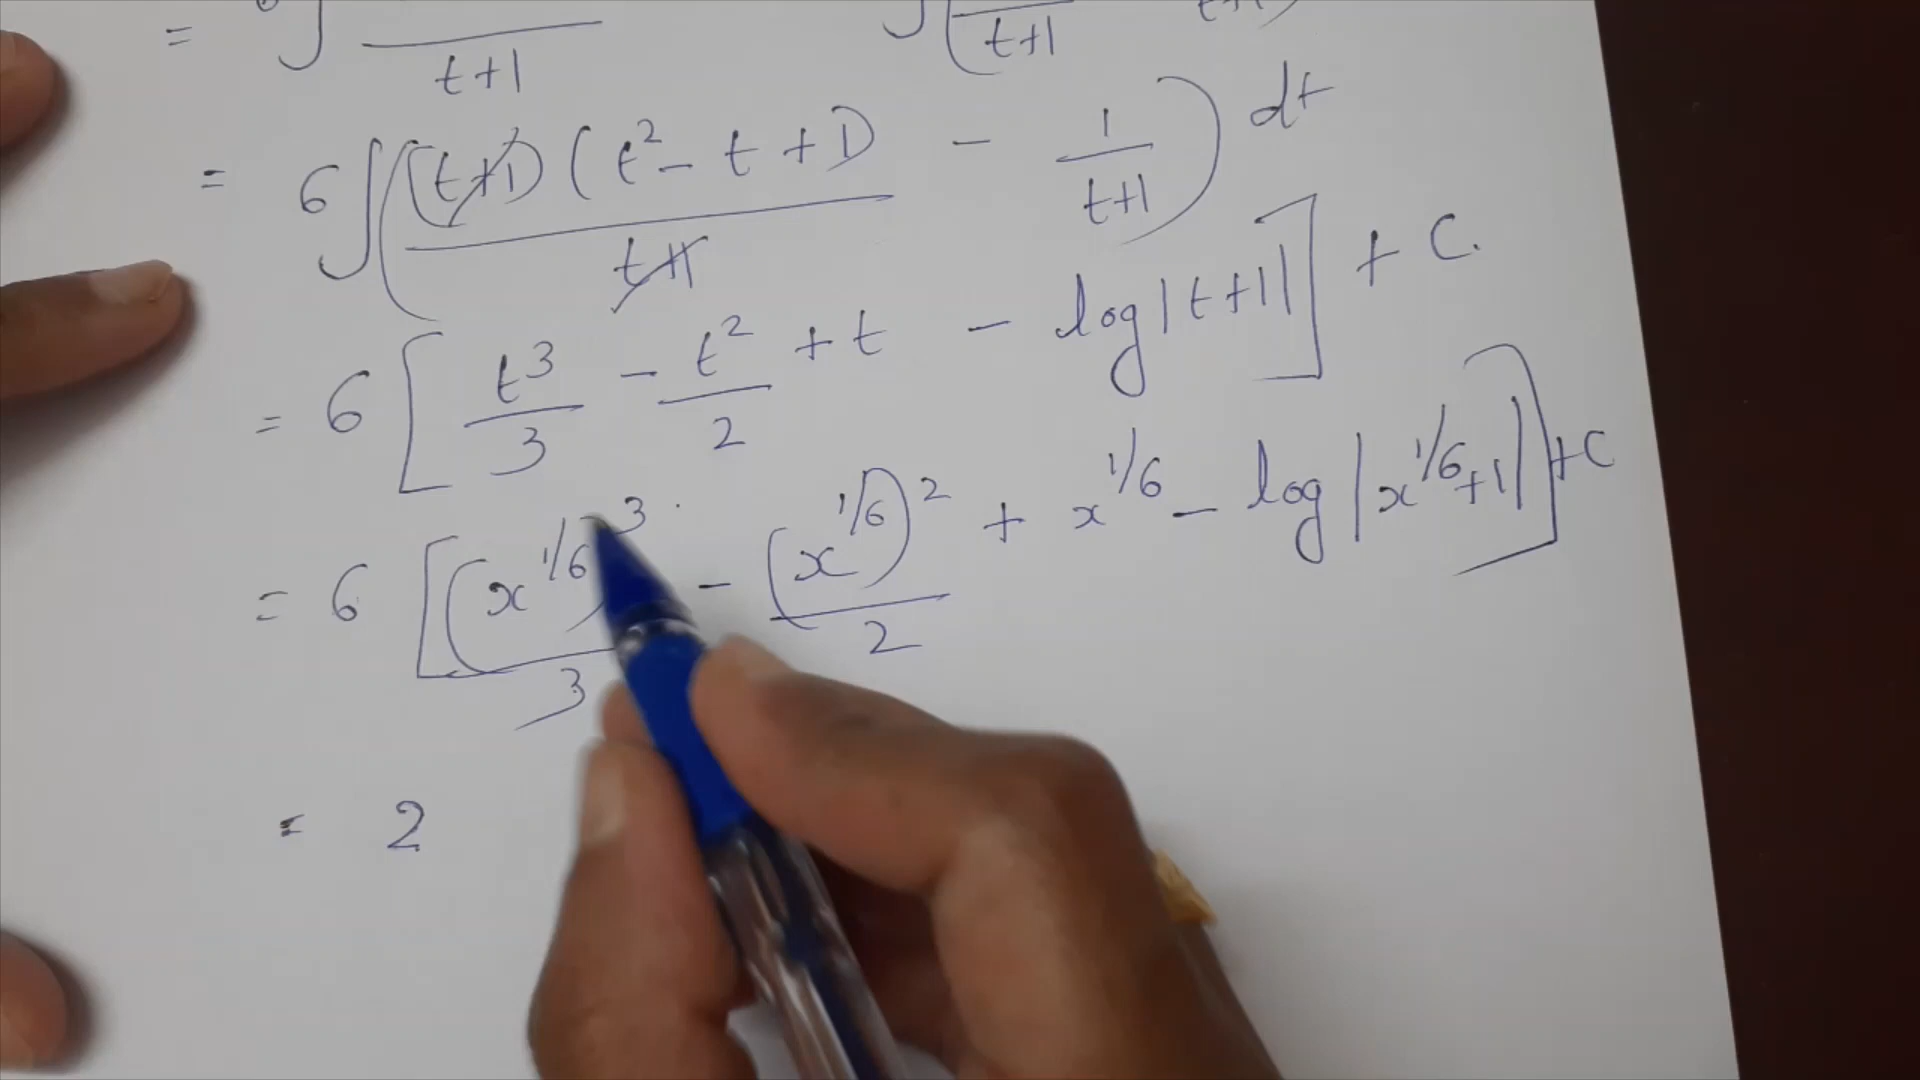 = ∫ / t+1 ∫( / t+1 t+1)
= 6 ∫( (t+1)(t² - t + 1) / t+1 - 1 / t+1 ) dt
= 6 [ t³/3 - t²/2 + t - log|t+1| ] + C.
= 6 [ (x^1/6)³/3 - (x^1/6)²/2 + x^1/6 - log|x^1/6 + 1| ] + C
= 2